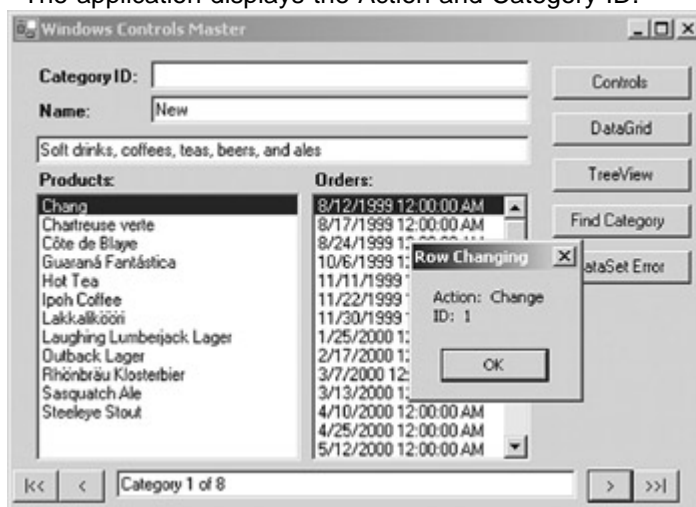 The application displays the Action and Category ID.
Windows Controls Master
Category ID:
Name: New
Soft drinks, coffees, teas, beers, and ales
Products:
Chang
Chartreuse verte
Côte de Blaye
Guaraná Fantástica
Hot Tea
Ipoh Coffee
Lakkalikööri
Laughing Lumberjack Lager
Outback Lager
Rhönbräu Klosterbier
Sasquatch Ale
Steeleye Stout
Orders:
8/12/1999 12:00:00 AM
8/17/1999 12:00:00 AM
8/24/1999
10/6/1999 1
11/11/1999
11/22/1999
11/30/1999
1/25/2000 1
2/17/2000 1
3/7/2000 12:
3/13/2000 1
4/10/2000 12:00:00 AM
4/25/2000 12:00:00 AM
5/12/2000 12:00:00 AM
Row Changing
Action: Change
ID: 1
OK
Controls
DataGrid
TreeView
Find Category
ataSet Error
|<< < Category 1 of 8 > >>|